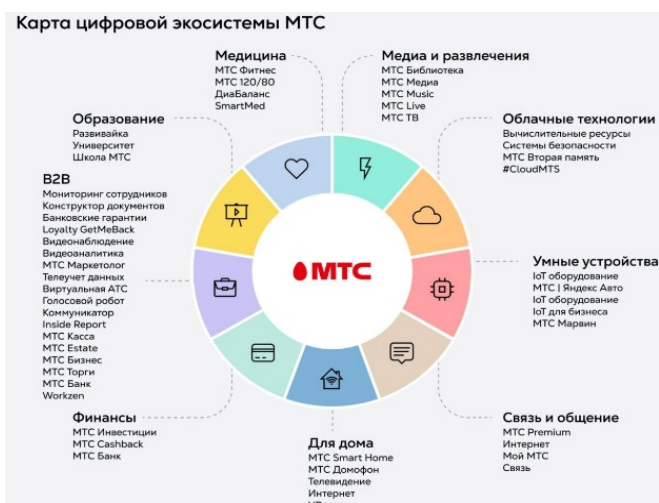 Карта цифровой экосистемы МТС
Медицина
МТС Фитнес
МТС 120/80
ДиаБаланс
SmartMed
Медиа и развлечения
МТС Библиотека
МТС Медиа
МТС Music
МТС Live
МТС ТВ
Образование
Развивайка
Университет
Школа МТС
Облачные технологии
Вычислительные ресурсы
Системы безопасности
МТС Вторая память
#CloudMTS
B2B
Мониторинг сотрудников
Конструктор документов
Банковские гарантии
Loyalty GetMeBack
Видеонаблюдение
Видеоаналитика
МТС Маркетолог
Телеучет данных
Виртуальная АТС
Голосовой робот
Коммуникатор
Inside Report
МТС Касса
МТС Estate
МТС Бизнес
МТС Торги
МТС Банк
Workzen
МТС
Умные устройства
IoT оборудование
МТС | Яндекс Авто
IoT оборудование
IoT для бизнеса
МТС Марвин
Финансы
МТС Инвестиции
МТС Cashback
МТС Банк
Для дома
МТС Smart Home
МТС Домофон
Телевидение
Интернет
Связь и общение
МТС Premium
Интернет
Мой МТС
Связь